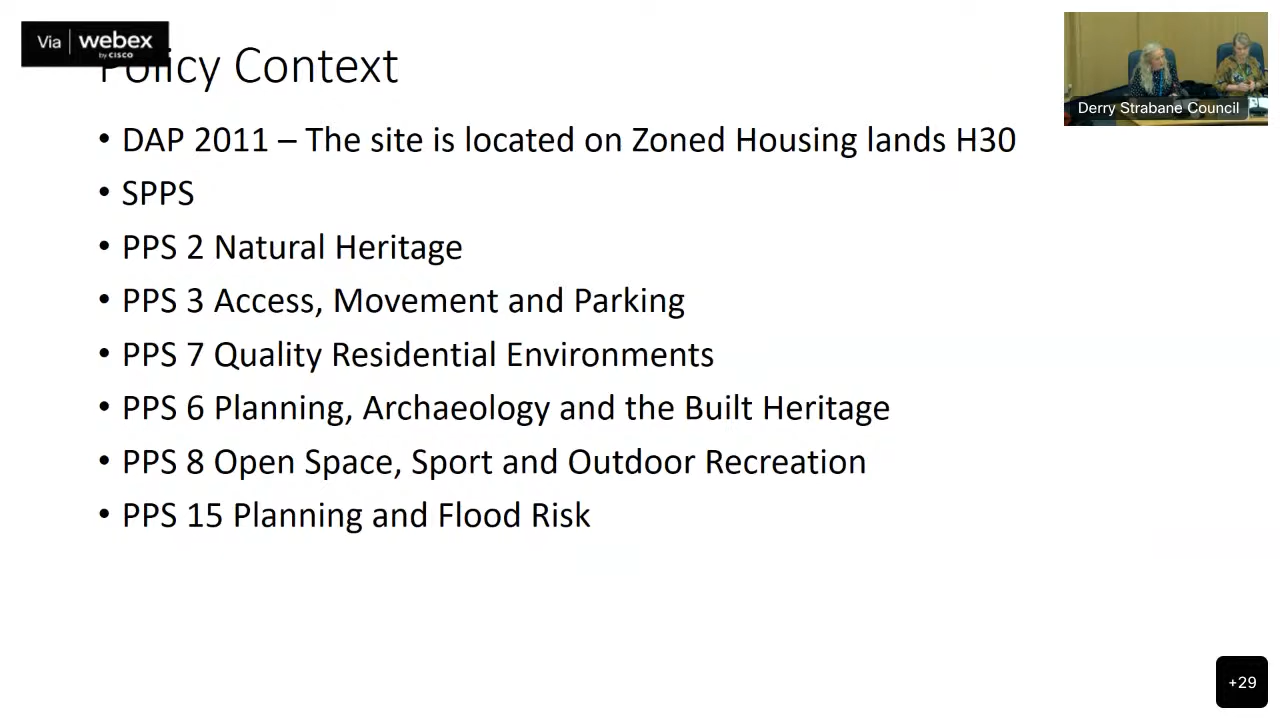 Via webex
by CISCO
Policy Context
• DAP 2011 – The site is located on Zoned Housing lands H30
• SPPS
• PPS 2 Natural Heritage
• PPS 3 Access, Movement and Parking
• PPS 7 Quality Residential Environments
• PPS 6 Planning, Archaeology and the Built Heritage
• PPS 8 Open Space, Sport and Outdoor Recreation
• PPS 15 Planning and Flood Risk
Derry Strabane Council
+29